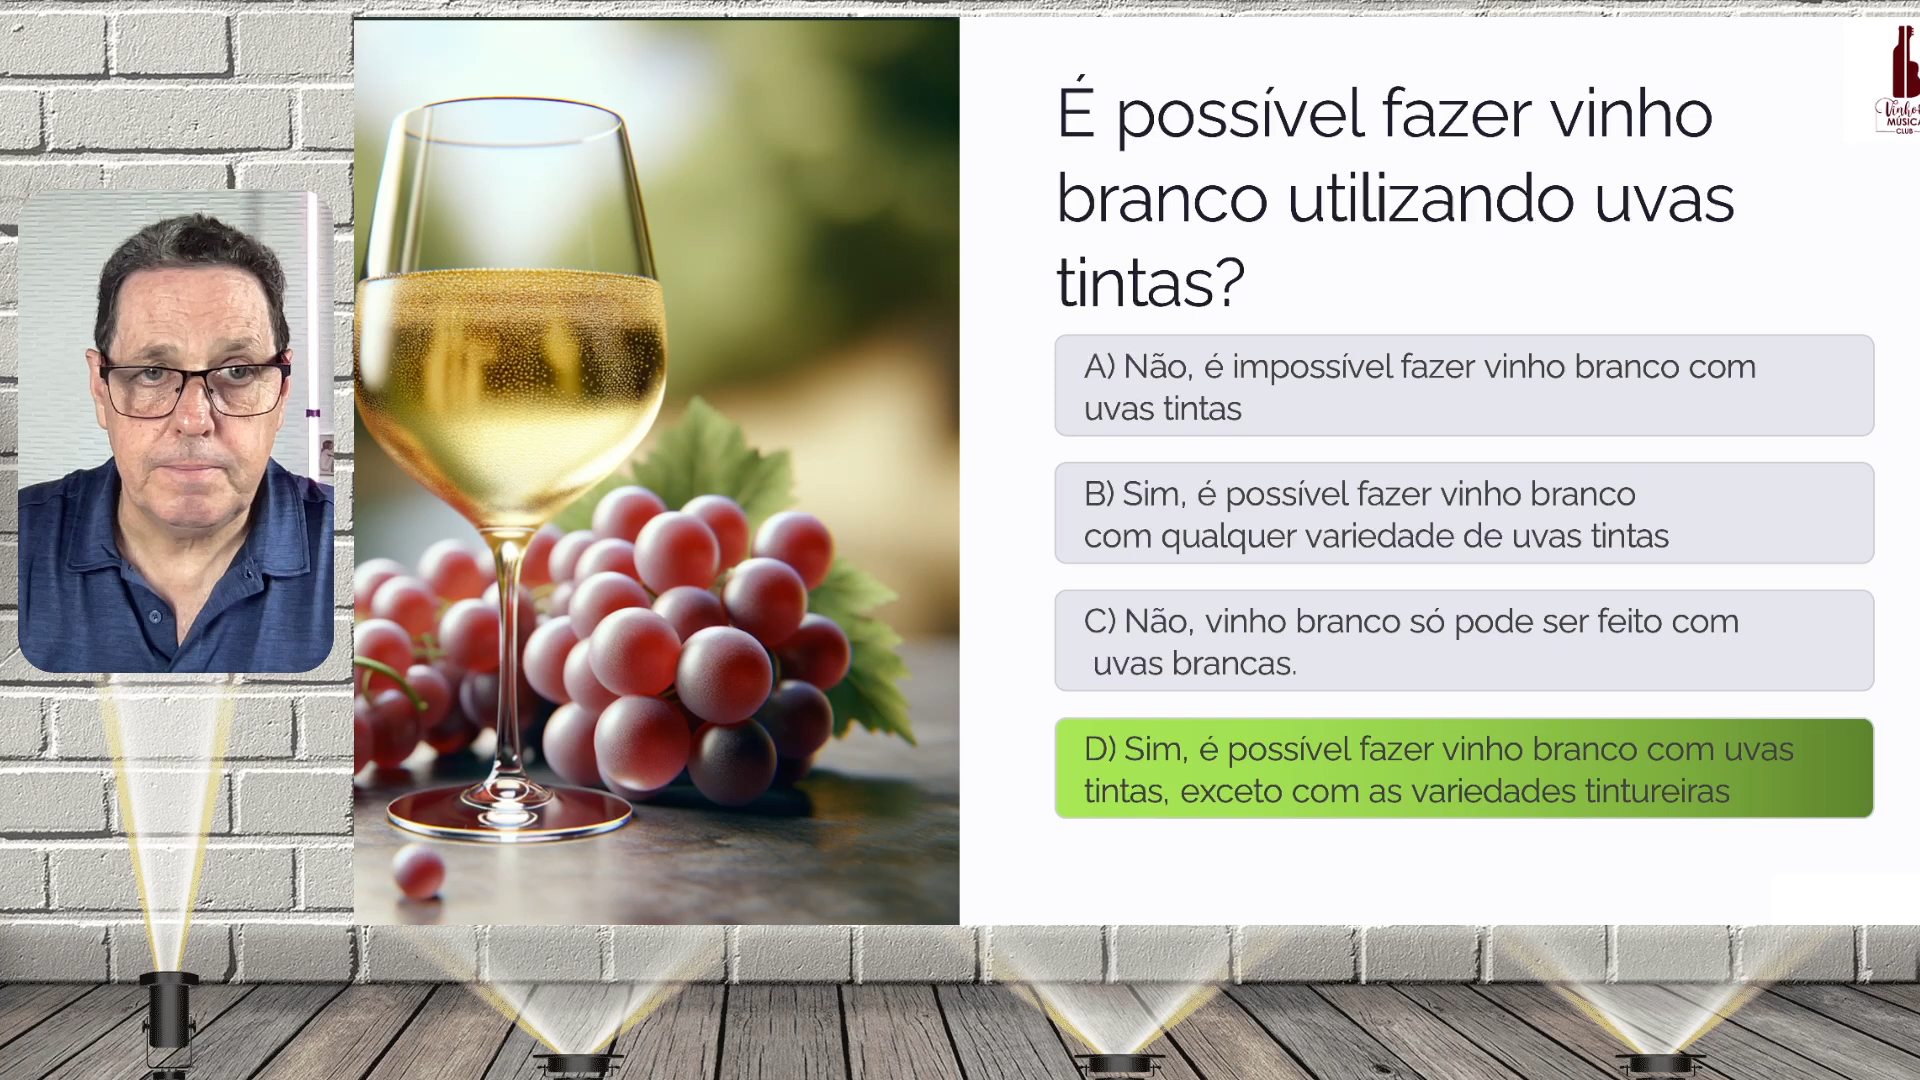 É possível fazer vinho
branco utilizando uvas
tintas?
A) Não, é impossível fazer vinho branco com
uvas tintas
B) Sim, é possível fazer vinho branco
com qualquer variedade de uvas tintas
C) Não, vinho branco só pode ser feito com
uvas brancas.
D) Sim, é possível fazer vinho branco com uvas
tintas, exceto com as variedades tintureiras
CLUB